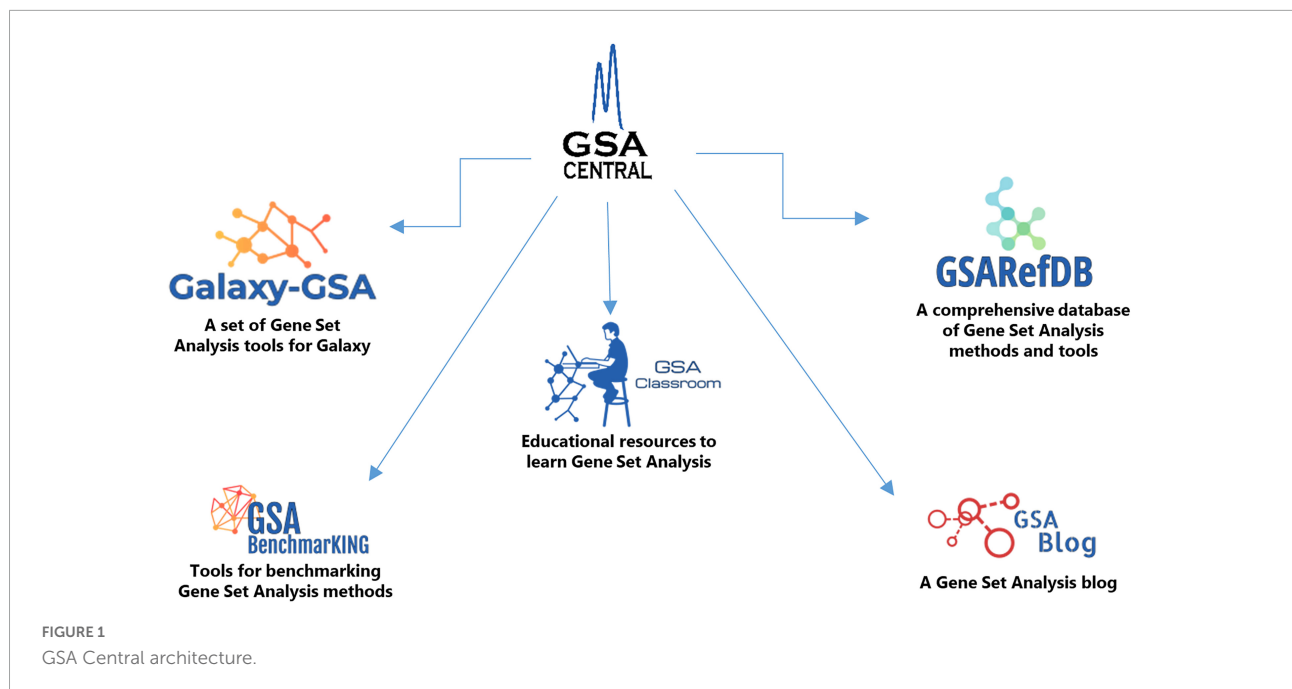 GSA
CENTRAL
Galaxy-GSA
A set of Gene Set
Analysis tools for Galaxy
GSARefDB
A comprehensive database
of Gene Set Analysis
methods and tools
GSA
Classroom
Educational resources to
learn Gene Set Analysis
GSA
BenchmarKING
Tools for benchmarking
Gene Set Analysis methods
GSA
Blog
A Gene Set Analysis blog
FIGURE 1
GSA Central architecture.